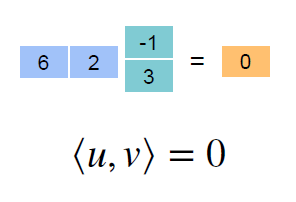 6 2 -1 = 0
3
⟨u, v⟩ = 0